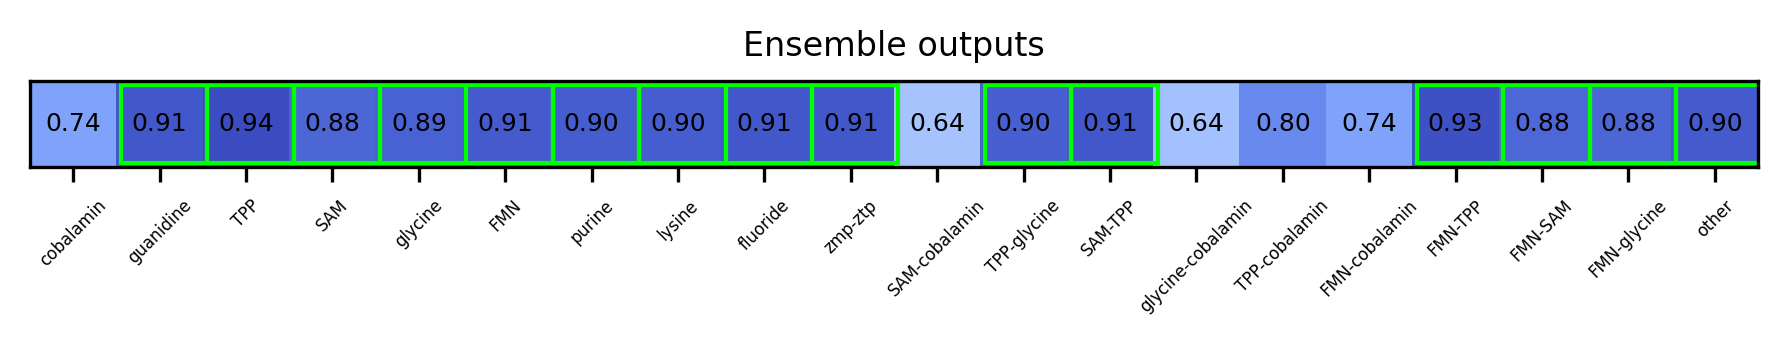 Ensemble outputs
0.74 0.91 0.94 0.88 0.89 0.91 0.90 0.90 0.91 0.91 0.64 0.90 0.91 0.64 0.80 0.74 0.93 0.88 0.88 0.90
cobalamin guanidine TPP SAM glycine FMN purine lysine fluoride zmp-ztp SAM-cobalamin TPP-glycine SAM-TPP glycine-cobalamin TPP-cobalamin FMN-cobalamin FMN-TPP FMN-SAM FMN-glycine other